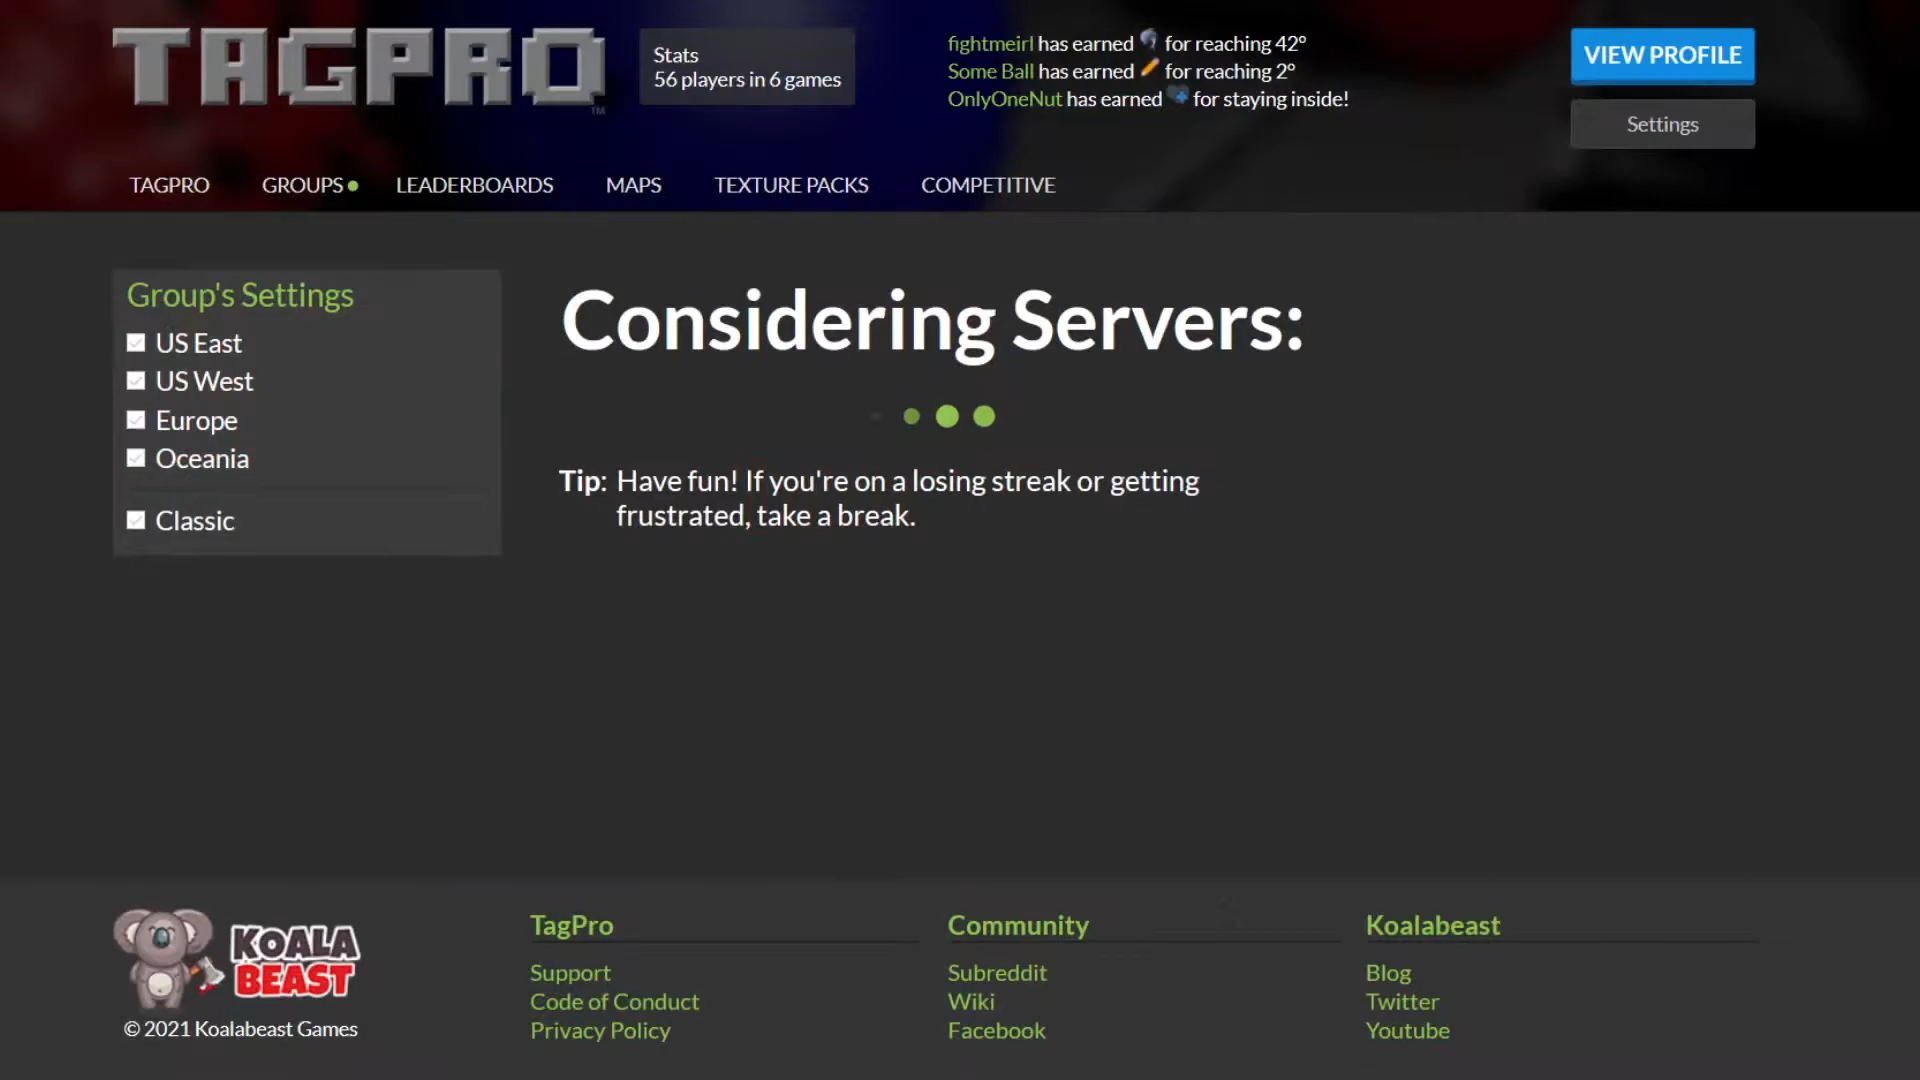 TAGPRO
TM
Stats
56 players in 6 games
fightmeirl has earned for reaching 42°
Some Ball has earned for reaching 2°
OnlyOneNut has earned for staying inside!
VIEW PROFILE
Settings
TAGPRO GROUPS LEADERBOARDS MAPS TEXTURE PACKS COMPETITIVE
Group's Settings
US East
US West
Europe
Oceania
Classic
Considering Servers:
Tip: Have fun! If you're on a losing streak or getting
frustrated, take a break.
KOALA
BEAST
© 2021 Koalabeast Games
TagPro
Support
Code of Conduct
Privacy Policy
Community
Subreddit
Wiki
Facebook
Koalabeast
Blog
Twitter
Youtube